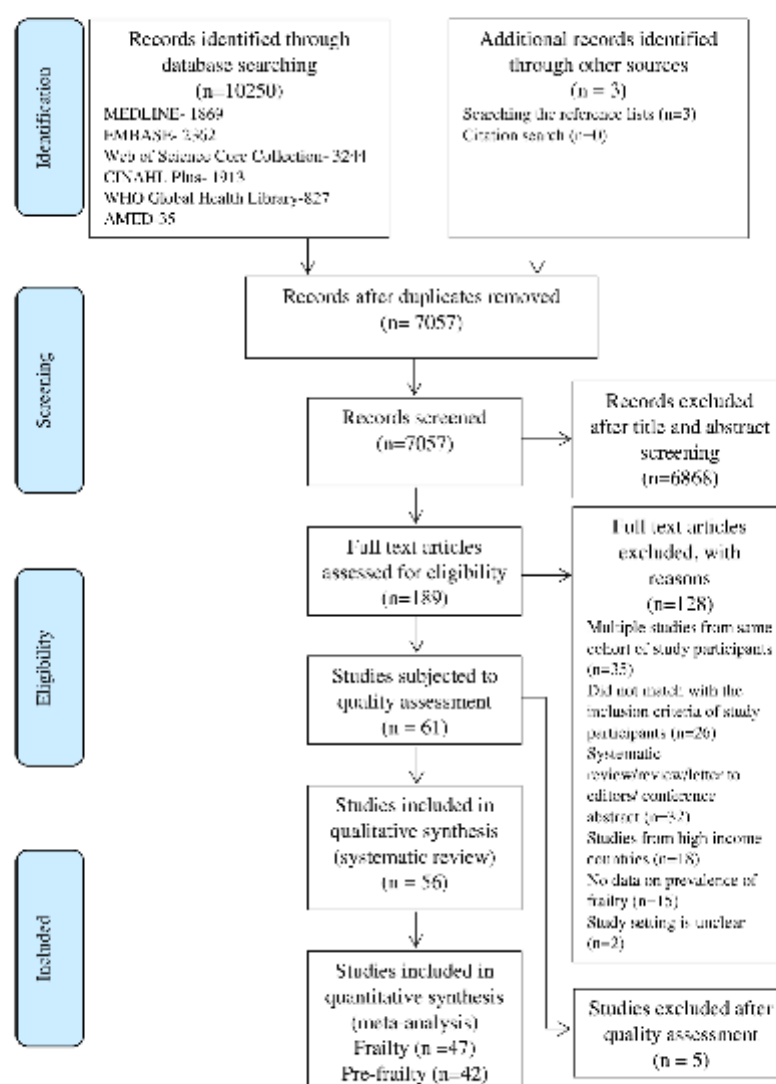 Identification
Records identified through
database searching
(n=10250)
MEDLINE- 1869
EMBASE- 2362
Web of Science Core Collection- 3244
CINAHL Plus- 1913
WHO Global Health Library-827
AMED-35
Additional records identified
through other sources
(n = 3)
Searching the reference lists (n=3)
Citation search (n=0)
Screening
Records after duplicates removed
(n= 7057)
Records screened
(n=7057)
Records excluded
after title and abstract
screening
(n=6868)
Eligibility
Full text articles
assessed for eligibility
(n=189)
Full text articles
excluded, with
reasons
(n=128)
Multiple studies from same
cohort of study participants
(n=35)
Did not match with the
inclusion criteria of study
participants (n=26)
Systematic
review/review/letter to
editors/ conference
abstract (n=32)
Studies from high income
countries (n=18)
No data on prevalence of
frailty (n=15)
Study setting is unclear
(n=2)
Studies subjected to
quality assessment
(n = 61)
Studies included in
qualitative synthesis
(systematic review)
(n = 56)
Included
Studies included in
quantitative synthesis
(meta-analysis)
Frailty (n =47)
Pre-frailty (n=42)
Studies excluded after
quality assessment
(n = 5)